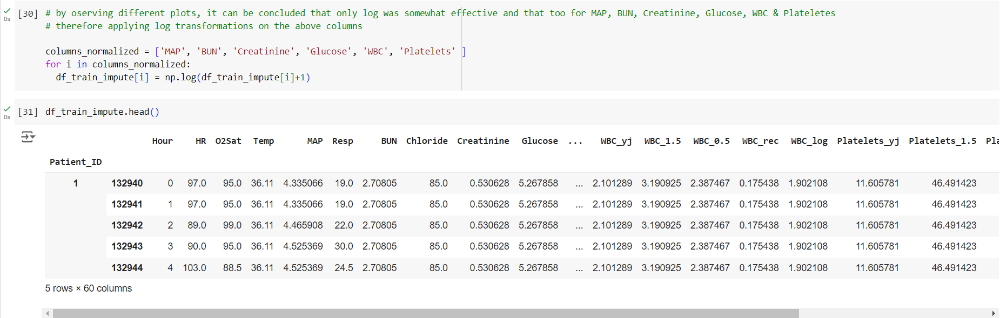 [30] # by oserving different plots, it can be concluded that only log was somewhat effective and that too for MAP, BUN, Creatinine, Glucose, WBC & Plateletes
0s
# therefore applying log transformations on the above columns
columns_normalized = ['MAP', 'BUN', 'Creatinine', 'Glucose', 'WBC', 'Platelets' ]
for i in columns_normalized:
df_train_impute[i] = np.log(df_train_impute[i]+1)
[31] df_train_impute.head()
0s
Hour HR O2Sat Temp MAP Resp BUN Chloride Creatinine Glucose ... WBC_yj WBC_1.5 WBC_0.5 WBC_rec WBC_log Platelets_yj Platelets_1.5 Pla
Patient_ID
1 132940 0 97.0 95.0 36.11 4.335066 19.0 2.70805 85.0 0.530628 5.267858 ... 2.101289 3.190925 2.387467 0.175438 1.902108 11.605781 46.491423
132941 1 97.0 95.0 36.11 4.335066 19.0 2.70805 85.0 0.530628 5.267858 ... 2.101289 3.190925 2.387467 0.175438 1.902108 11.605781 46.491423
132942 2 89.0 99.0 36.11 4.465908 22.0 2.70805 85.0 0.530628 5.267858 ... 2.101289 3.190925 2.387467 0.175438 1.902108 11.605781 46.491423
132943 3 90.0 95.0 36.11 4.525369 30.0 2.70805 85.0 0.530628 5.267858 ... 2.101289 3.190925 2.387467 0.175438 1.902108 11.605781 46.491423
132944 4 103.0 88.5 36.11 4.525369 24.5 2.70805 85.0 0.530628 5.267858 ... 2.101289 3.190925 2.387467 0.175438 1.902108 11.605781 46.491423
5 rows × 60 columns